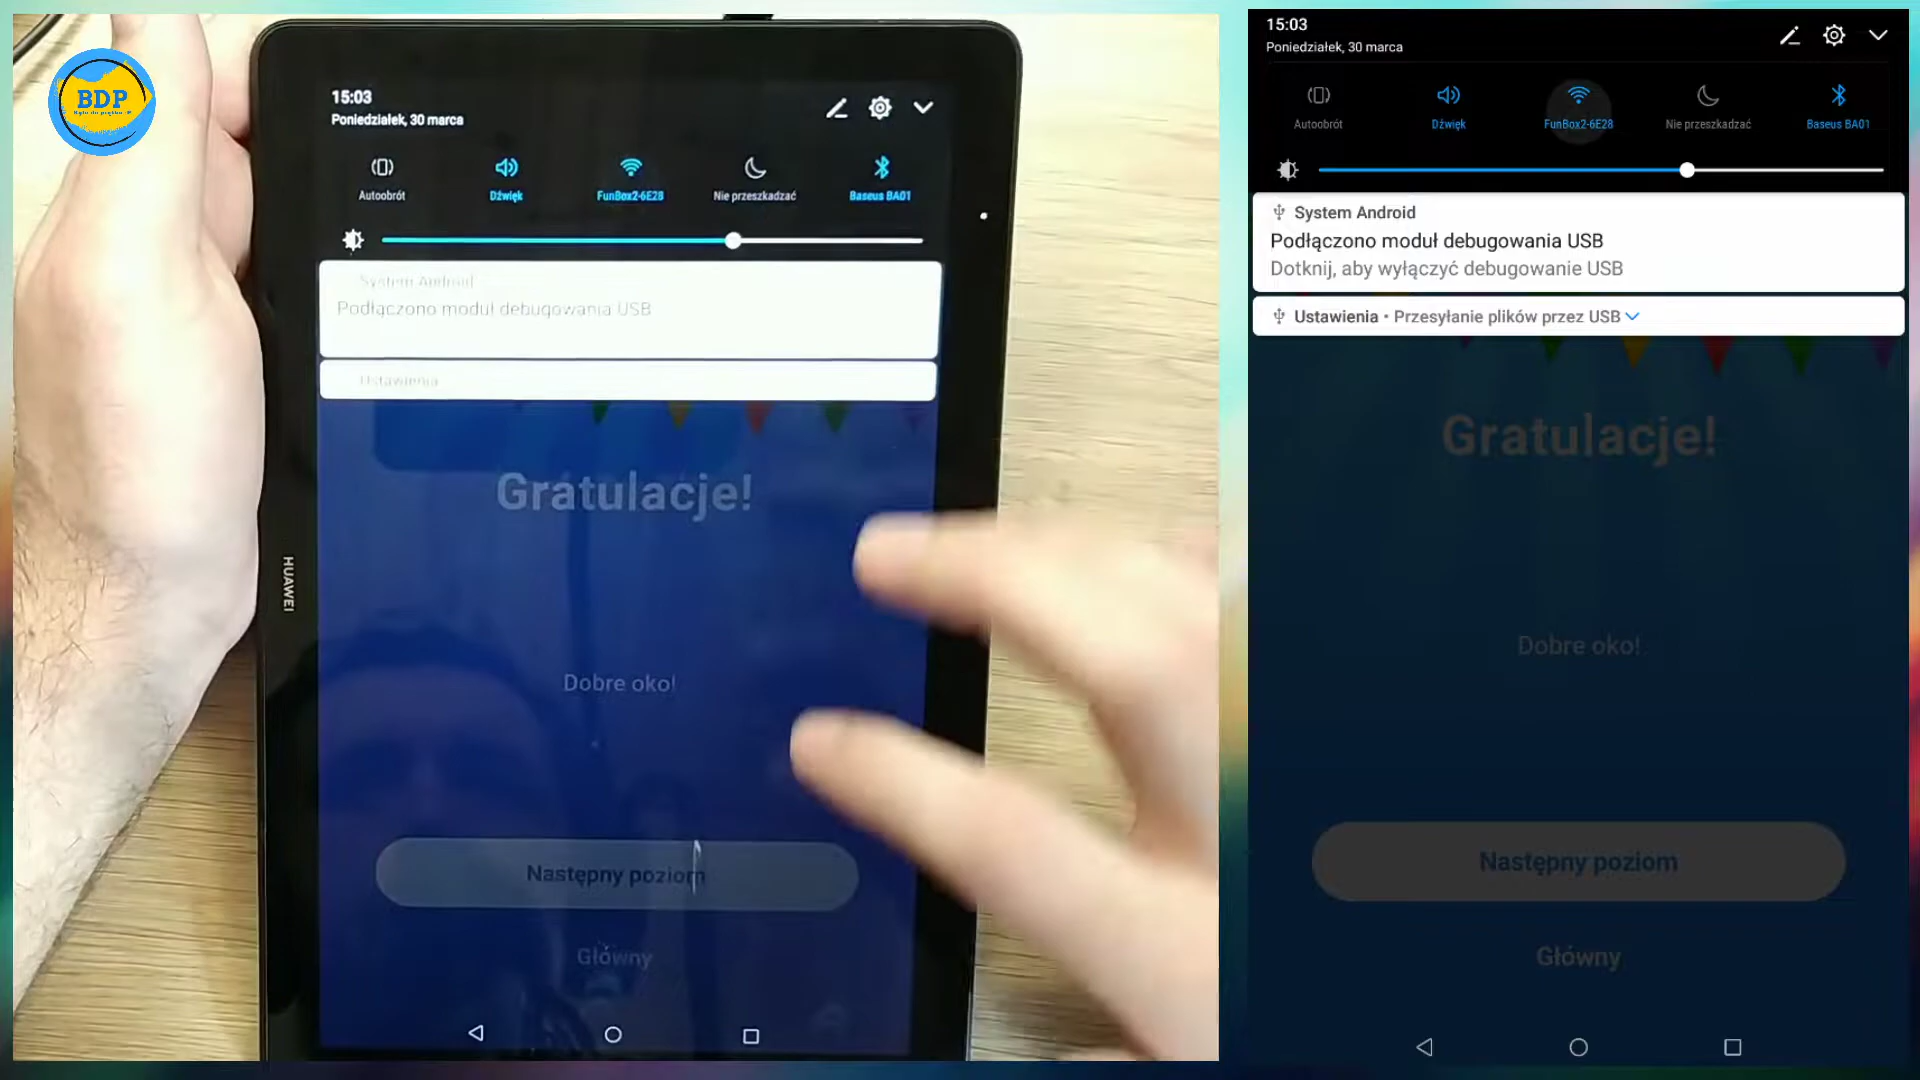 BDP
15:03
Poniedziałek, 30 marca
Autoobrót
Dźwięk
FunBox2-6E28
Nie przeszkadzać
Baseus BA01
System Android
Podłączono moduł debugowania USB
Ustawienia
Gratulacje!
Dobre oko!
Następny poziom
Główny
HUAWEI
15:03
Poniedziałek, 30 marca
Autoobrót
Dźwięk
FunBox2-6E28
Nie przeszkadzać
Baseus BA01
System Android
Podłączono moduł debugowania USB
Dotknij, aby wyłączyć debugowanie USB
Ustawienia • Przesyłanie plików przez USB
Gratulacje!
Dobre oko!
Następny poziom
Główny